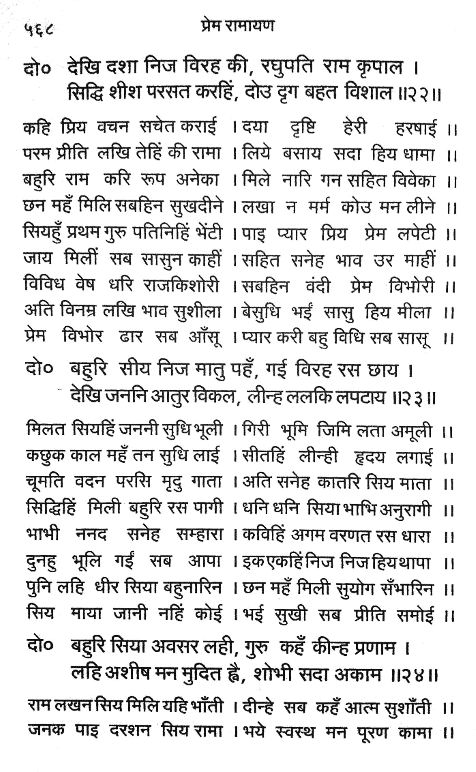 ५६८ प्रेम रामायण
दो० देखि दशा निज विरह की, रघुपति राम कृपाल ।
सिद्धि शीश परसत करहिं, दोउ दृग बहत विशाल ॥२२॥
कहि प्रिय वचन सचेत कराई । दया दृष्टि हेरी हरषाई ॥
परम प्रीति लखि तेहिं की रामा । लिये बसाय सदा हिय धामा ॥
बहुरि राम करि रूप अनेका । मिले नारि गन सहित विवेका ॥
छन महँ मिलि सबहिन सुखदीने । लखा न मर्म कोउ मन लीने ॥
सियहुँ प्रथम गुरु पतिनिहिं भेंटी । पाइ प्यार प्रिय प्रेम लपेटी ॥
जाय मिलीं सब सासुन काहीं । सहित सनेह भाव उर माहीं ॥
विविध वेष धरि राजकिशोरी । सबहिन वंदी प्रेम विभोरी ॥
अति विनम्र लखि भाव सुशीला । बेसुधि भईं सासु हिय मीला ॥
प्रेम विभोर ढार सब आँसू । प्यार करी बहु विधि सब सासू ॥
दो० बहुरि सीय निज मातु पहँ, गई विरह रस छाय ।
देखि जननि आतुर विकल, लीन्ह ललकि लपटाय ॥२३॥
मिलत सियहिं जननी सुधि भूली । गिरी भूमि जिमि लता अमूली ॥
कछुक काल महँ तन सुधि लाई । सीतहिं लीन्ही हृदय लगाई ॥
चूमति वदन परसि मृदु गाता । अति सनेह कातरि सिय माता ॥
सिद्धिहिं मिली बहुरि रस पागी । धनि धनि सिया भाभि अनुरागी ॥
भाभी ननद सनेह सम्हारा । कविहिं अगम वरणत रस धारा ॥
दुनहु भूलि गईं सब आपा । इक एकहिं निज निज हिय थापा ॥
पुनि लहि धीर सिया बहुनारिन । छन महँ मिली सुयोग सँभारिन ॥
सिय माया जानी नहिं कोई । भई सुखी सब प्रीति समोई ॥
दो० बहुरि सिया अवसर लही, गुरु कहँ कीन्ह प्रणाम ।
लहि अशीष मन मुदित ह्वै, शोभी सदा अकाम ॥२४॥
राम लखन सिय मिलि यहि भाँती । दीन्हे सब कहँ आत्म सुशाँती ॥
जनक पाइ दरशन सिय रामा । भये स्वस्थ मन पूरण कामा ॥